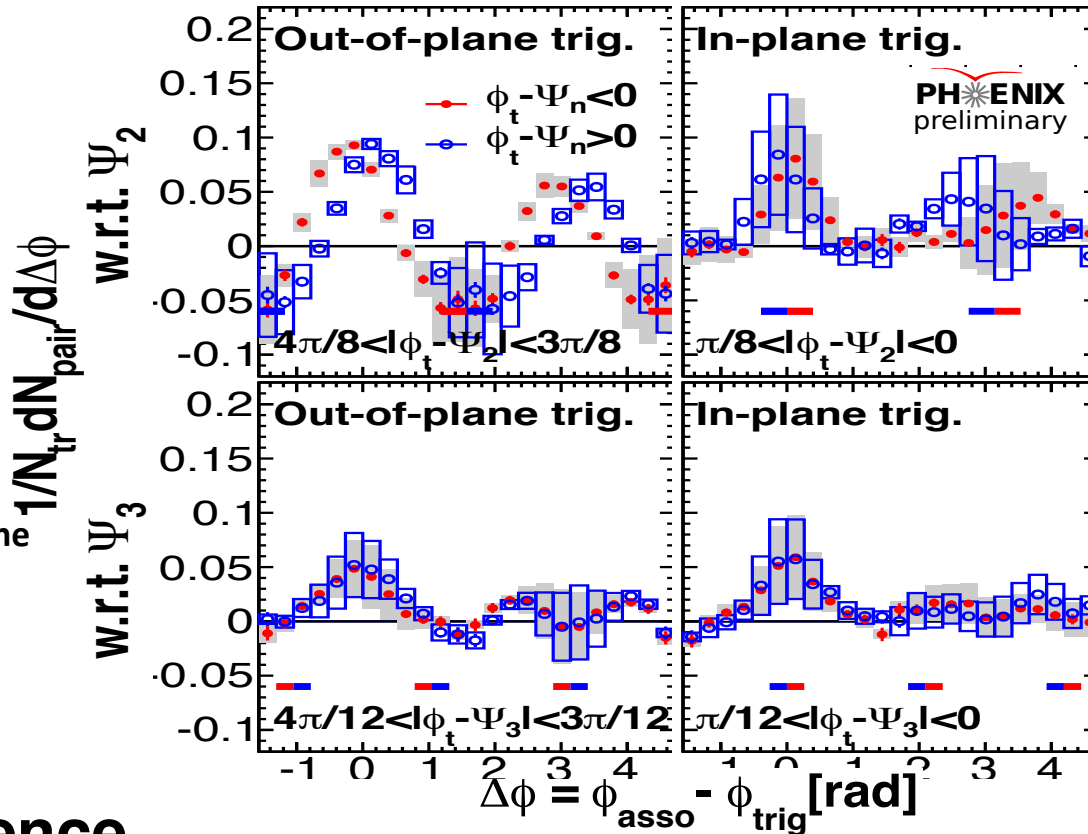 0.2
0.15
0.1
0.05
0
-0.05
-0.1
Out-of-plane trig.
ϕt-Ψn<0
ϕt-Ψn>0
4π/8<|ϕt-Ψ2|<3π/8
In-plane trig.
PHENIX
preliminary
π/8<|ϕt-Ψ2|<0
w.r.t. Ψ2
1/Ntr dNpair/dΔϕ
ne
w.r.t. Ψ3
0.2
0.15
0.1
0.05
0
-0.05
-0.1
Out-of-plane trig.
4π/12<|ϕt-Ψ3|<3π/12
In-plane trig.
π/12<|ϕt-Ψ3|<0
-1 0 1 2 3 4
-1 0 1 2 3 4
Δϕ = ϕasso - ϕtrig [rad]